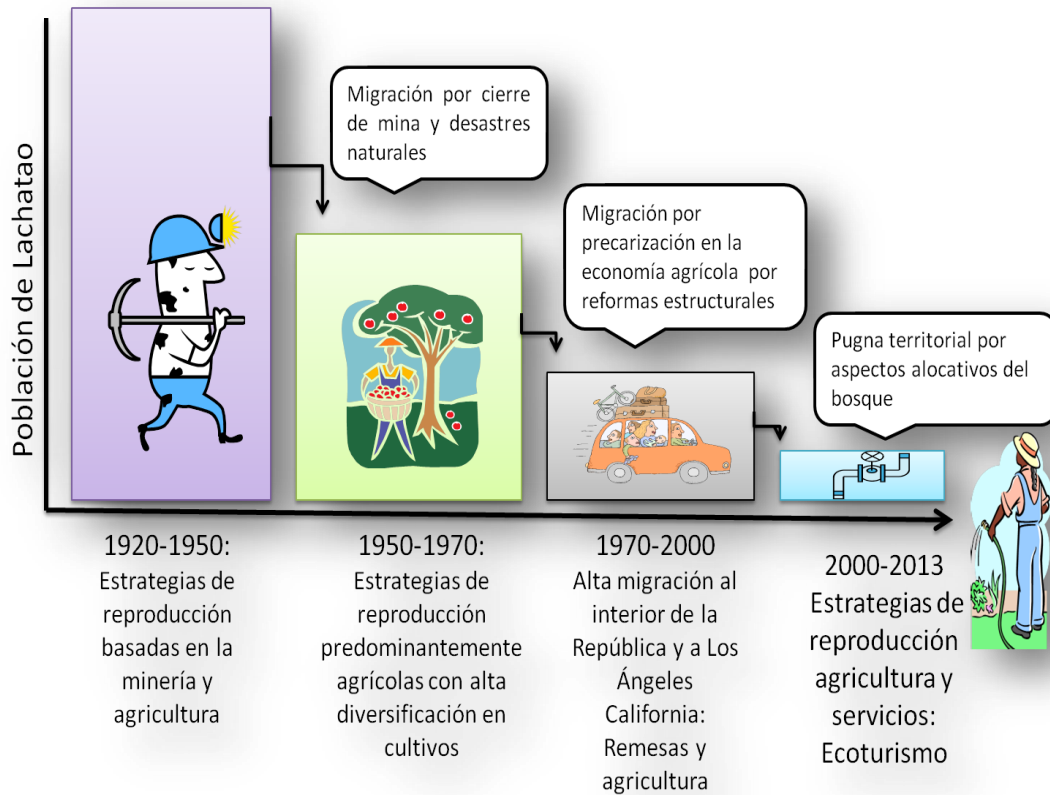 Población de Lachatao
Migración por cierre
de mina y desastres
naturales
Migración por
precarización en la
economía agrícola por
reformas estructurales
Pugna territorial por
aspectos alocativos del
bosque
1920-1950:
Estrategias de
reproducción
basadas en la
minería y
agricultura
1950-1970:
Estrategias de
reproducción
predominantemente
agrícolas con alta
diversificación en
cultivos
1970-2000
Alta migración al
interior de la
República y a Los
Ángeles
California:
Remesas y
agricultura
2000-2013
Estrategias de
reproducción
agricultura y
servicios:
Ecoturismo